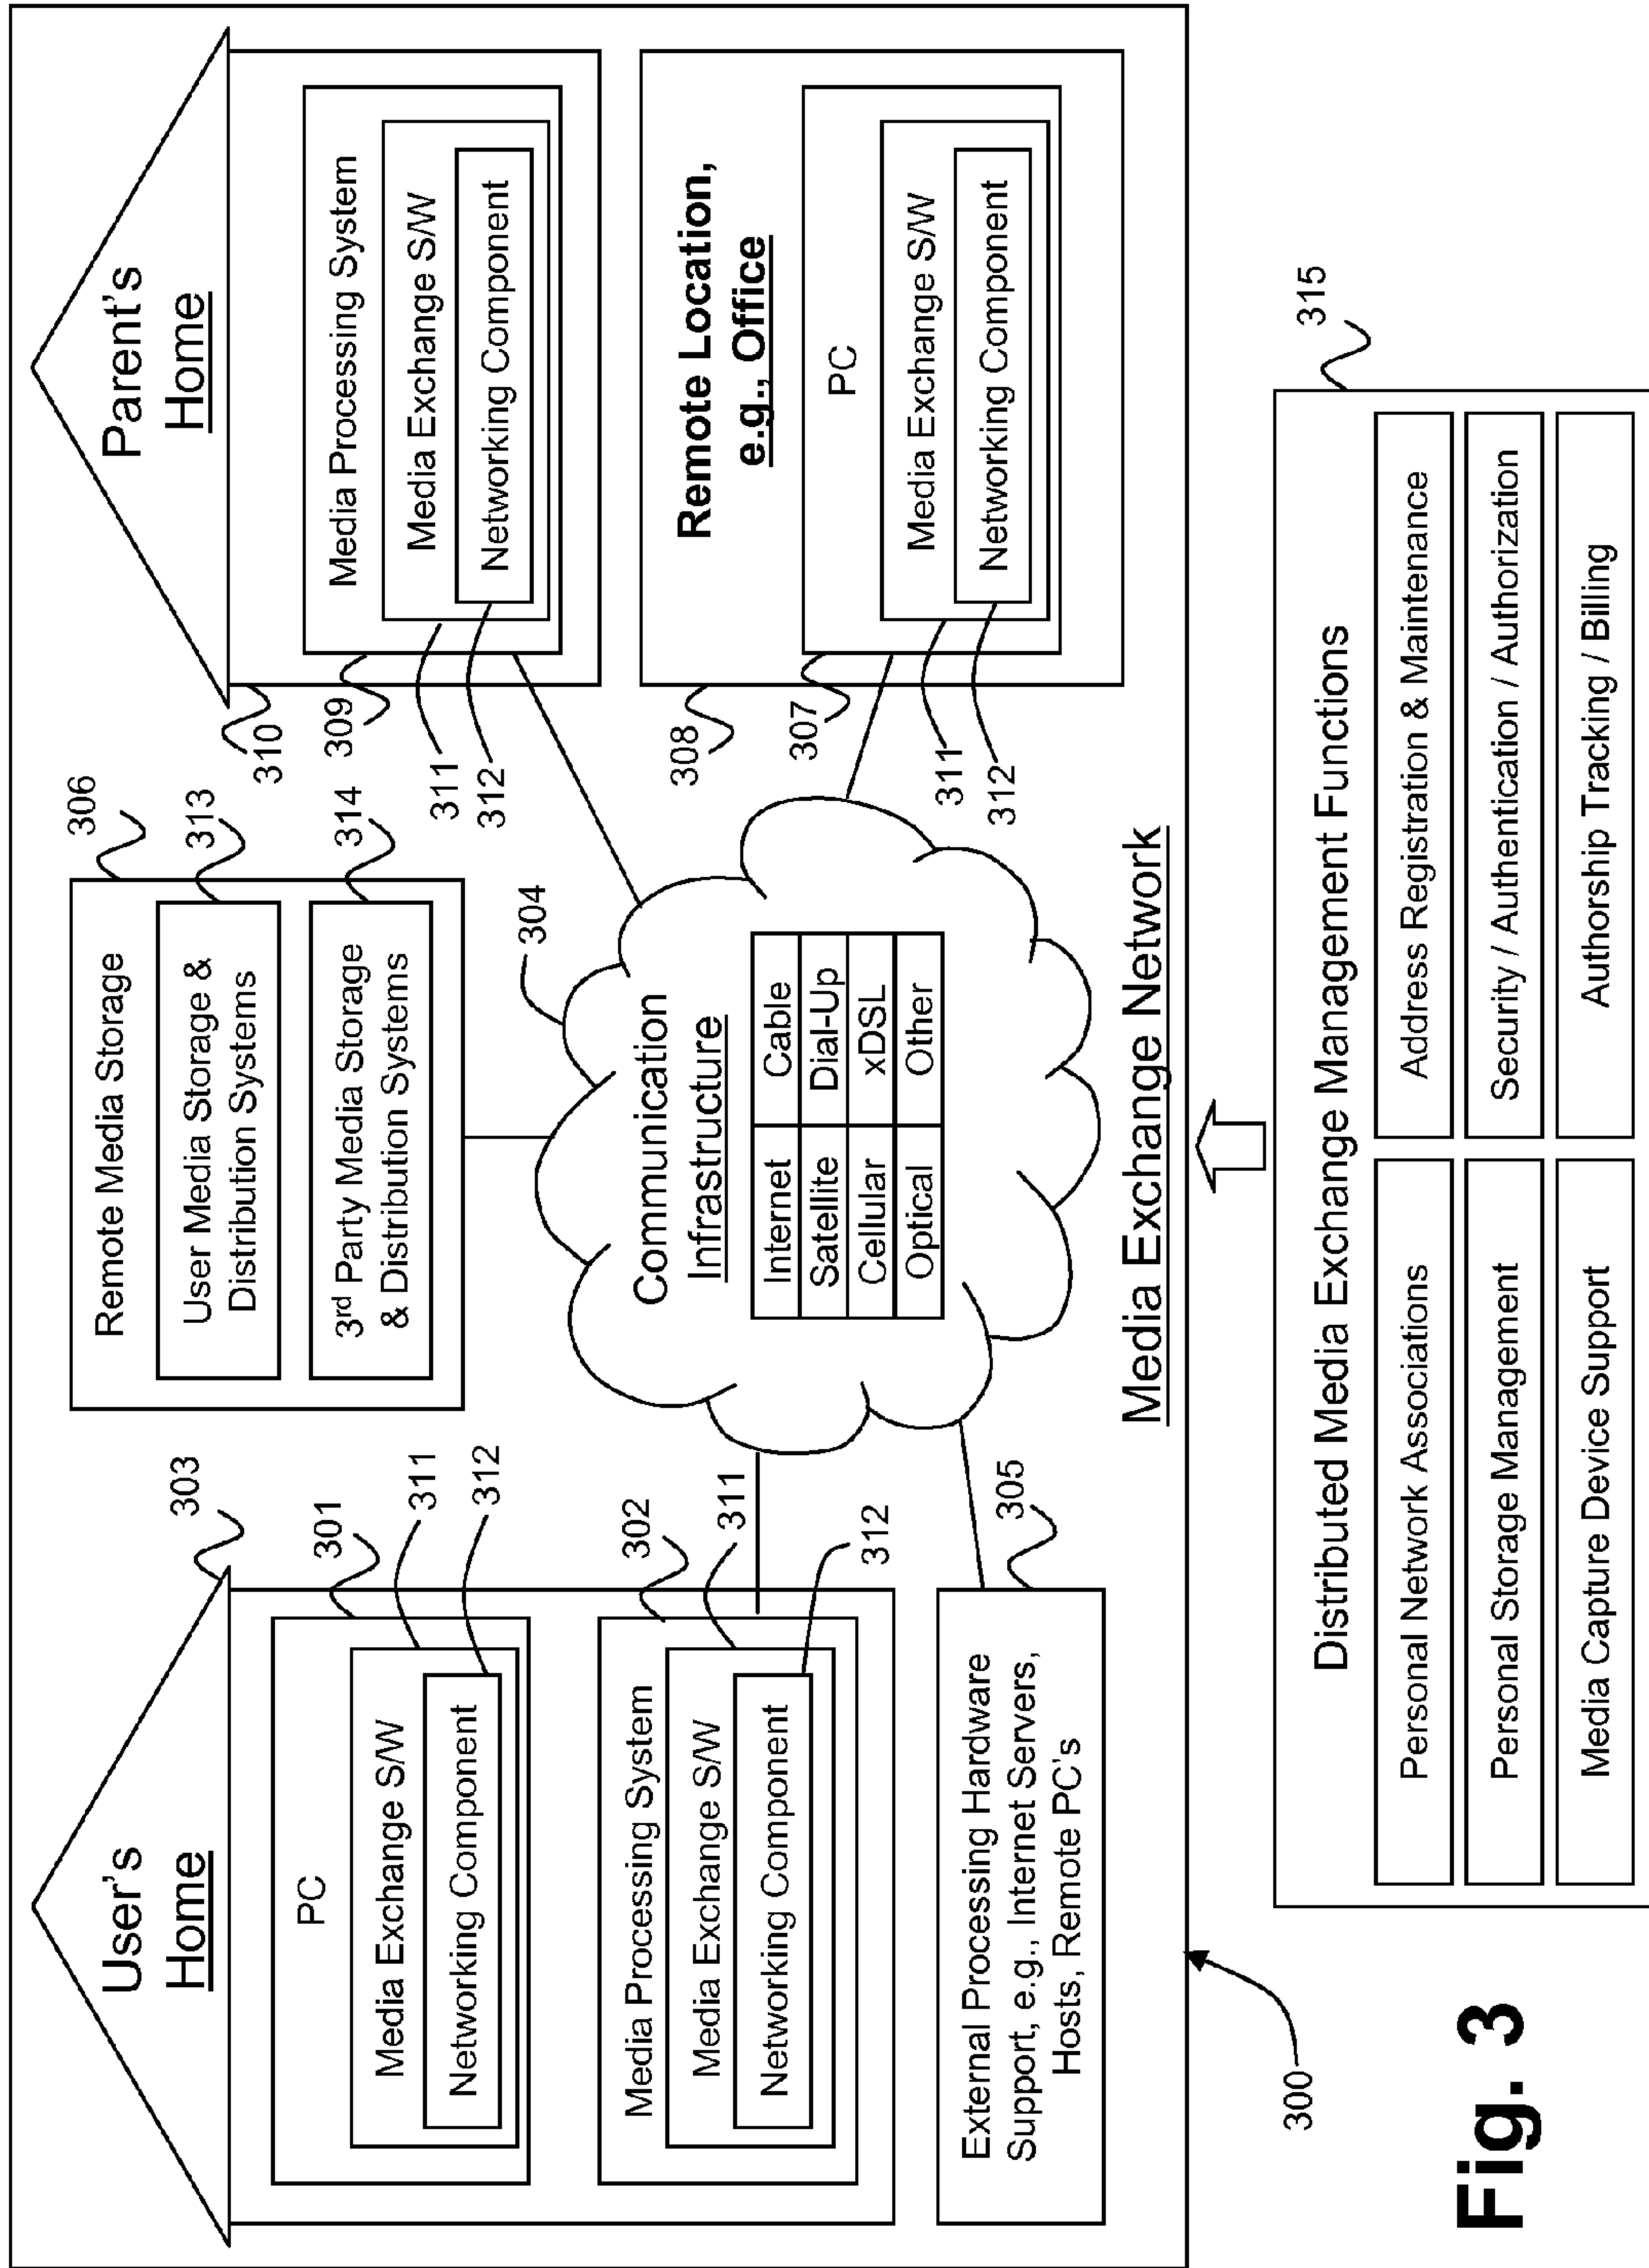 User's
Home
303
PC
301
Media Exchange S/W
311
Networking Component
312
Media Processing System
302
Media Exchange S/W
311
Networking Component
312
External Processing Hardware
Support, e.g., Internet Servers,
Hosts, Remote PC's
305
Remote Media Storage
306
User Media Storage &
Distribution Systems
313
3rd Party Media Storage
& Distribution Systems
314
304
Communication
Infrastructure
Internet Cable
Satellite Dial-Up
Cellular xDSL
Optical Other
Media Exchange Network
Parent's
Home
310
Media Processing System
309
Media Exchange S/W
311
Networking Component
312
Remote Location,
e.g., Office
308
PC
307
Media Exchange S/W
311
Networking Component
312
300
Distributed Media Exchange Management Functions
315
Personal Network Associations
Address Registration & Maintenance
Personal Storage Management
Security / Authentication / Authorization
Media Capture Device Support
Authorship Tracking / Billing
Fig. 3